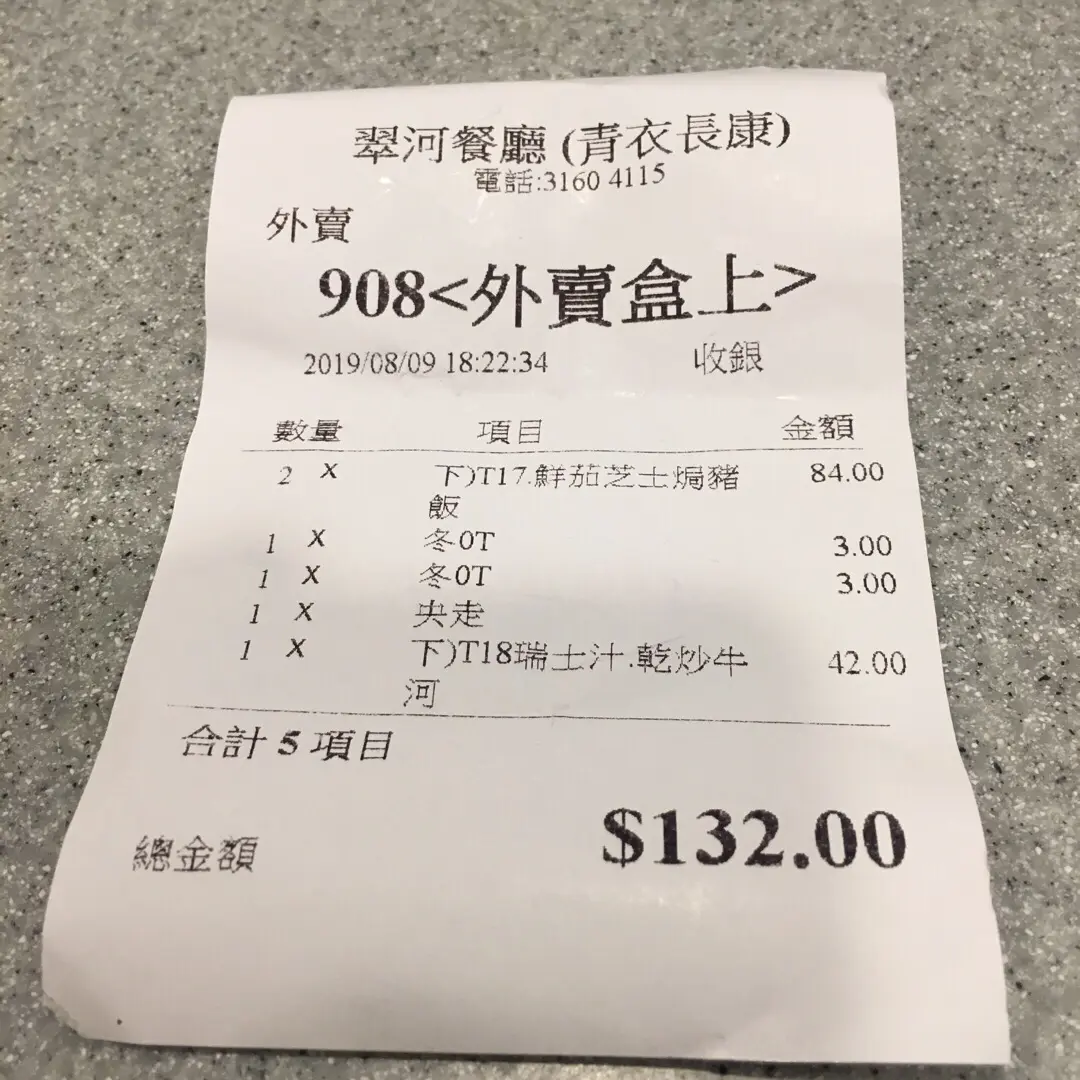 翠河餐廳 (青衣長康)
電話:3160 4115
外賣
908<外賣盒上>
2019/08/09 18:22:34 收銀
數量 項目 金額
2 X 下)T17.鮮茄芝士焗豬 84.00
飯
1 X 冬0T 3.00
1 X 冬0T 3.00
1 X 央走
1 X 下)T18瑞士汁.乾炒牛 42.00
河
合計 5 項目
總金額 $132.00